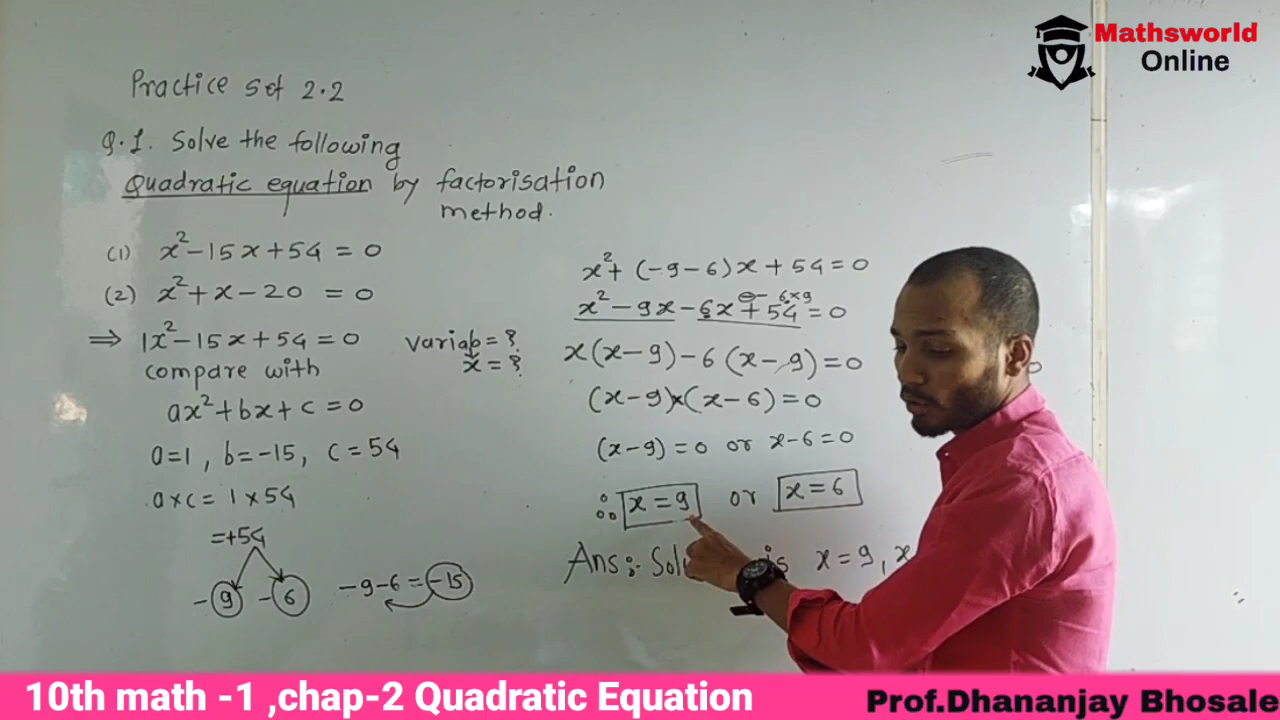 Mathsworld
Online
Practice Set 2.2
Q.1. Solve the following
Quadratic equation by factorisation
method.
(1) x²-15x+54=0
(2) x²+x-20=0
⇒ 1x²-15x+54=0
variab=?
compare with
x=?
ax²+bx+c=0
a=1, b=-15, c=54
a×c=1×54
=+54
-9 -6 -9-6=-15
x²+(-9-6)x+54=0
⊖- 6×9
x²-9x-6x+54=0
x(x-9)-6(x-9)=0
(x-9)×(x-6)=0
(x-9)=0 or x-6=0
∴ x=9 or x=6
Ans:- is x=9, x
10th math -1 ,chap-2 Quadratic Equation
Prof.Dhananjay Bhosale